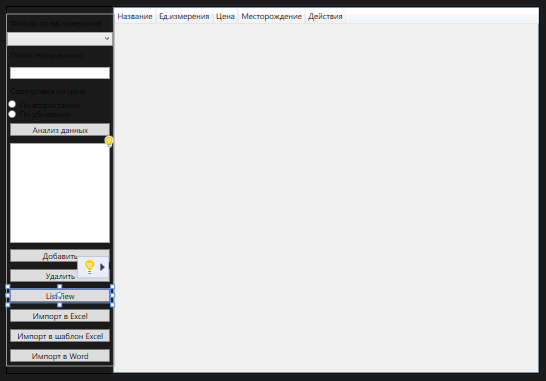 Фильтр по ед.измерения
Поиск по названию
Сортировка по цене
По возрастанию
По убыванию
Анализ данных
Добавить
Удалить
ListView
Импорт в Excel
Импорт в шаблон Excel
Импорт в Word
Название Ед.измерения Цена Месторождение Действия